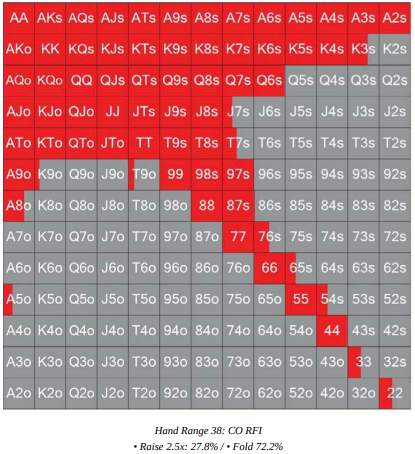 AA AKs AQs AJs ATs A9s A8s A7s A6s A5s A4s A3s A2s
AKo KK KQs KJs KTs K9s K8s K7s K6s K5s K4s K3s K2s
AQo KQo QQ QJs QTs Q9s Q8s Q7s Q6s Q5s Q4s Q3s Q2s
AJo KJo QJo JJ JTs J9s J8s J7s J6s J5s J4s J3s J2s
ATo KTo QTo JTo TT T9s T8s T7s T6s T5s T4s T3s T2s
A9o K9o Q9o J9o T9o 99 98s 97s 96s 95s 94s 93s 92s
A8o K8o Q8o J8o T8o 98o 88 87s 86s 85s 84s 83s 82s
A7o K7o Q7o J7o T7o 97o 87o 77 76s 75s 74s 73s 72s
A6o K6o Q6o J6o T6o 96o 86o 76o 66 65s 64s 63s 62s
A5o K5o Q5o J5o T5o 95o 85o 75o 65o 55 54s 53s 52s
A4o K4o Q4o J4o T4o 94o 84o 74o 64o 54o 44 43s 42s
A3o K3o Q3o J3o T3o 93o 83o 73o 63o 53o 43o 33 32s
A2o K2o Q2o J2o T2o 92o 82o 72o 62o 52o 42o 32o 22
Hand Range 38: CO RFI
• Raise 2.5x: 27.8% / • Fold 72.2%